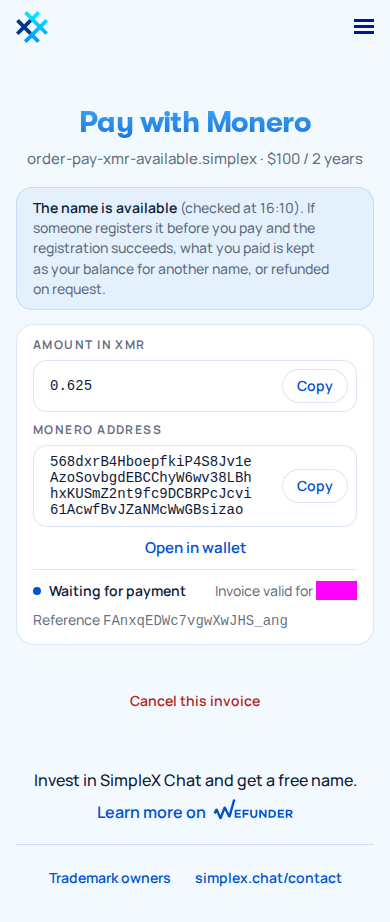 Pay with Monero
order-pay-xmr-available.simplex · $100 / 2 years
The name is available (checked at 16:10). If
someone registers it before you pay and the
registration succeeds, what you paid is kept
as your balance for another name, or refunded
on request.
AMOUNT IN XMR
0.625
Copy
MONERO ADDRESS
568dxrB4HboepfkiP4S8Jv1e
AzoSovbgdEBCChyW6wv38LBh
hxKUSmZ2nt9fc9DCBRPcJcvi
61AcwfBvJZaNMcWwGBsizao
Copy
Open in wallet
Waiting for payment
Invoice valid for
Reference FAnxqEDWc7vgwXwJHS_ang
Cancel this invoice
Invest in SimpleX Chat and get a free name.
Learn more on WEFUNDER
Trademark owners
simplex.chat/contact